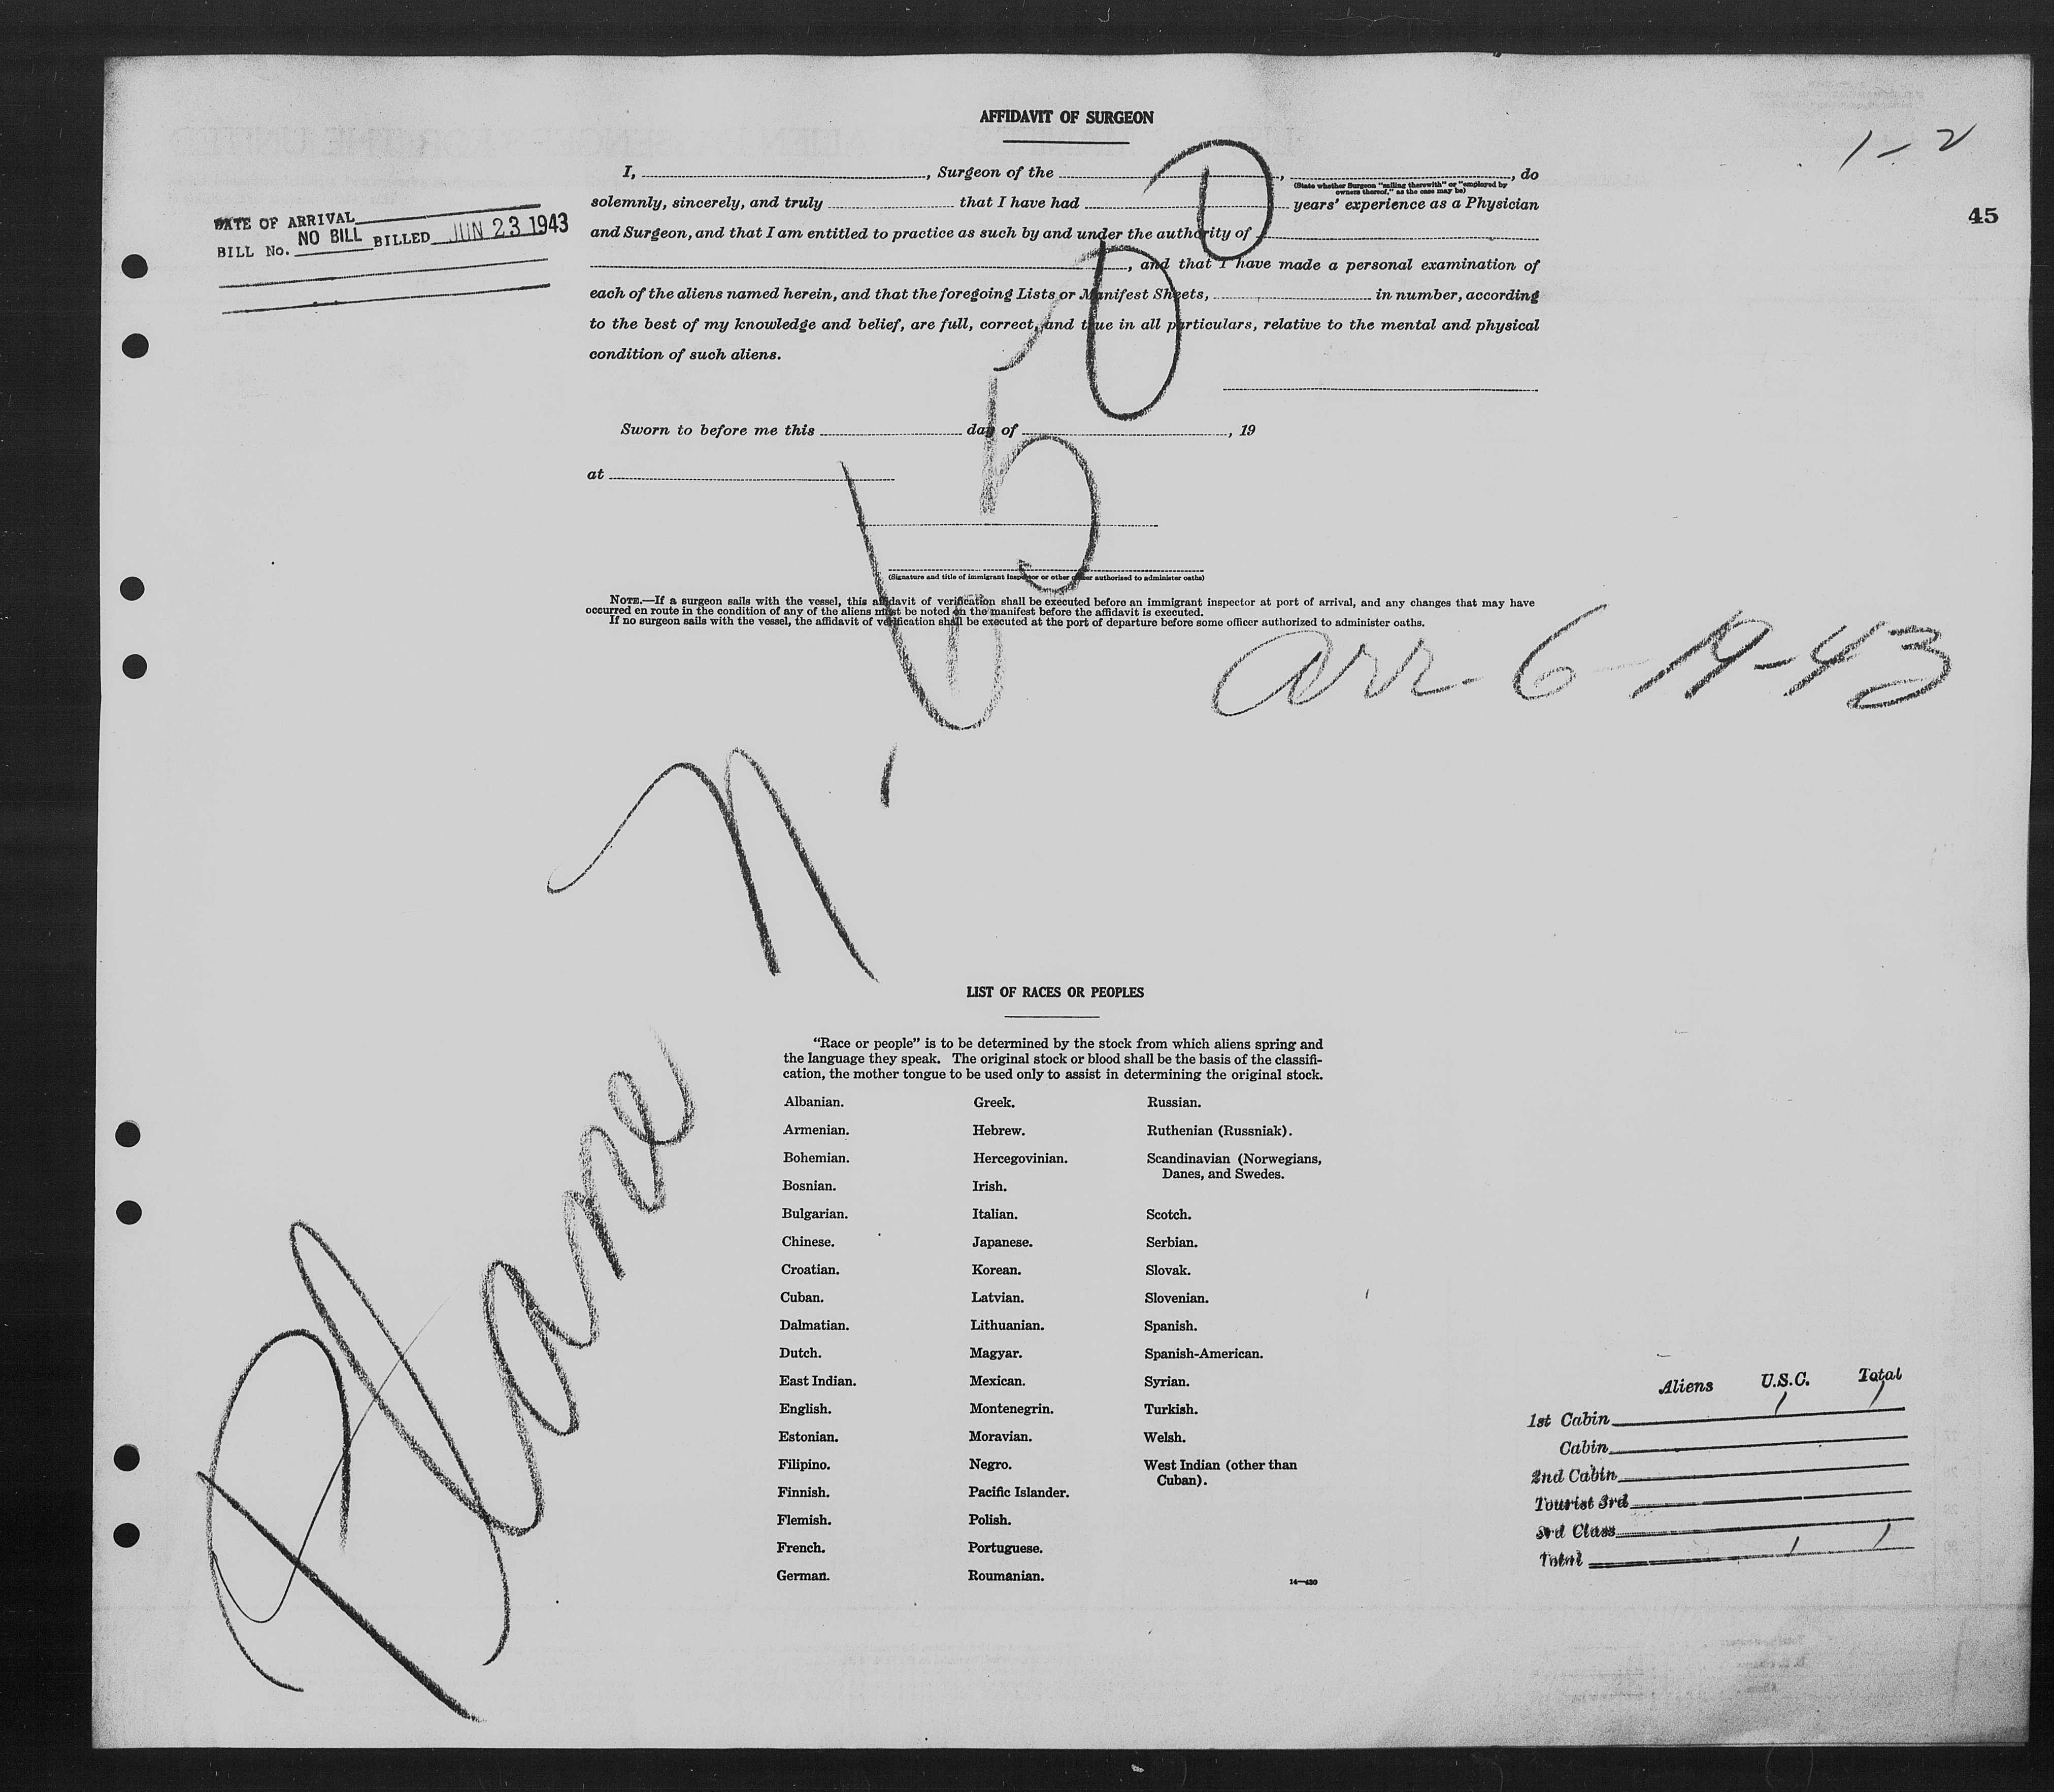 AFFIDAVIT OF SURGEON
1-2
45
I, , Surgeon of the , , do
(State whether Surgeon "sailing therewith" or "employed by
owners thereof," as the case may be)
solemnly, sincerely, and truly that I have had years' experience as a Physician
and Surgeon, and that I am entitled to practice as such by and under the authority of
, and that I have made a personal examination of
each of the aliens named herein, and that the foregoing Lists or Manifest Sheets, in number, according
to the best of my knowledge and belief, are full, correct, and true in all particulars, relative to the mental and physical
condition of such aliens.
DATE OF ARRIVAL
BILL No. NO BILL BILLED JUN 23 1943
Sworn to before me this day of , 19
at
(Signature and title of immigrant inspector or other officer authorized to administer oaths)
NOTE.—If a surgeon sails with the vessel, this affidavit of verification shall be executed before an immigrant inspector at port of arrival, and any changes that may have
occurred en route in the condition of any of the aliens must be noted on the manifest before the affidavit is executed.
If no surgeon sails with the vessel, the affidavit of verification shall be executed at the port of departure before some officer authorized to administer oaths.
Arr 6-19-43
Plane
LIST OF RACES OR PEOPLES
"Race or people" is to be determined by the stock from which aliens spring and
the language they speak. The original stock or blood shall be the basis of the classifi-
cation, the mother tongue to be used only to assist in determining the original stock.
Albanian.
Armenian.
Bohemian.
Bosnian.
Bulgarian.
Chinese.
Croatian.
Cuban.
Dalmatian.
Dutch.
East Indian.
English.
Estonian.
Filipino.
Finnish.
Flemish.
French.
German.
Greek.
Hebrew.
Hercegovinian.
Irish.
Italian.
Japanese.
Korean.
Latvian.
Lithuanian.
Magyar.
Mexican.
Montenegrin.
Moravian.
Negro.
Pacific Islander.
Polish.
Portuguese.
Roumanian.
Russian.
Ruthenian (Russniak).
Scandinavian (Norwegians,
Danes, and Swedes.
Scotch.
Serbian.
Slovak.
Slovenian.
Spanish.
Spanish-American.
Syrian.
Turkish.
Welsh.
West Indian (other than
Cuban).
14—430
Aliens U.S.C. Total
1st Cabin 1 1
Cabin
2nd Cabin
Tourist 3rd
3rd Class
Total 1 1